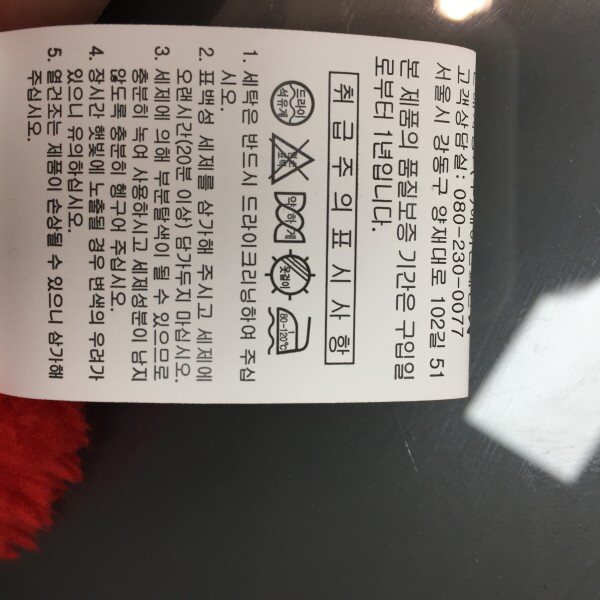 고객상담실: 080-230-0077
서울시 강동구 양재대로 102길 51
본 제품의 품질보증 기간은 구입일
로부터 1년입니다.
취급주의표시사항
드라이
석유계
약하게
옷걸이
80-120℃
1. 세탁은 반드시 드라이크리닝하여 주십
시오.
2. 표백성 세제를 삼가해 주시고 세제에
오랜시간(20분 이상) 담가두지 마십시오.
3. 세제에 의해 부분탈색이 될 수 있으므로
충분히 녹여 사용하시고 세제성분이 남지
않도록 충분히 헹구어 주십시오.
4. 장시간 햇빛에 노출될 경우 변색의 우려가
있으니 유의하십시오.
5. 열건조는 제품이 손상될 수 있으니 삼가해
주십시오.